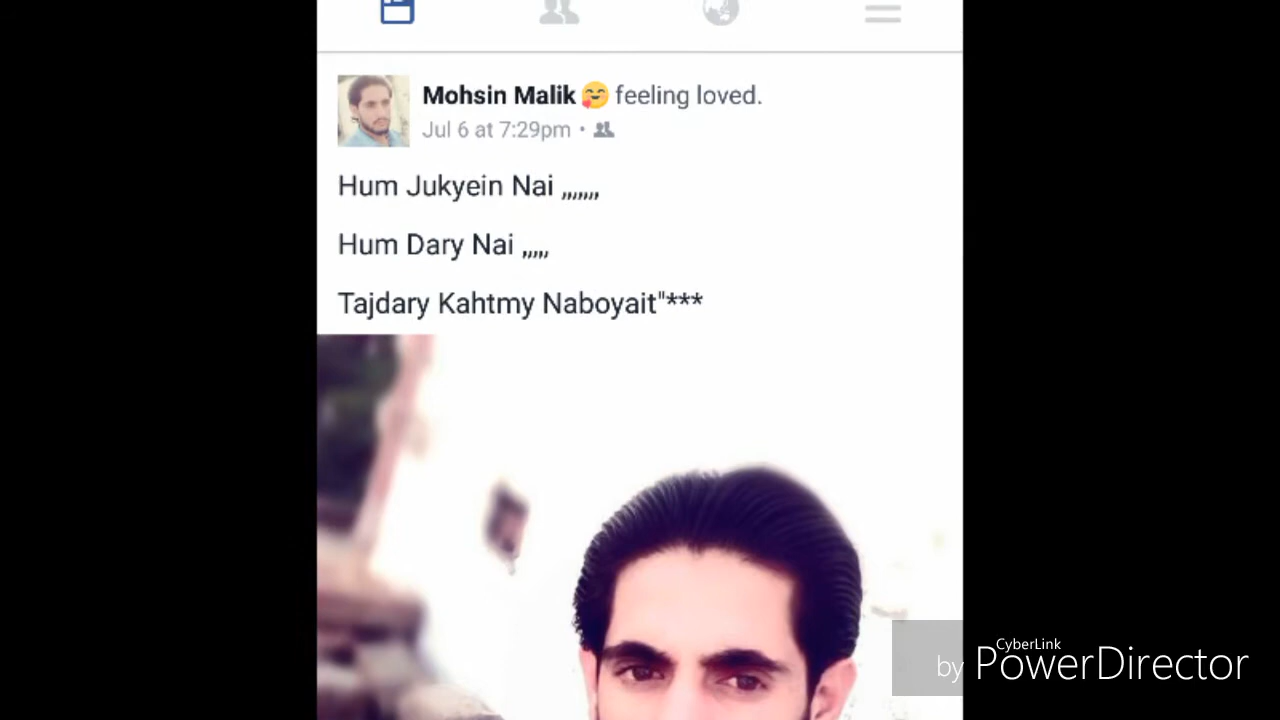 Mohsin Malik 🥰 feeling loved.
Jul 6 at 7:29pm •
Hum Jukyein Nai ,,,,,,,
Hum Dary Nai ,,,,,
Tajdary Kahtmy Naboyait"***
CyberLink
by PowerDirector